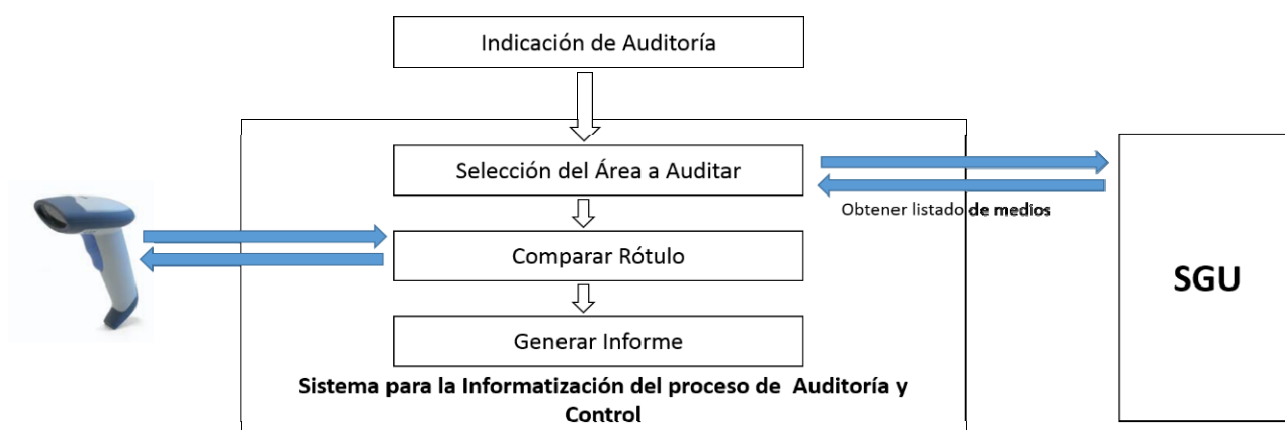 Indicación de Auditoría
Selección del Área a Auditar
Obtener listado de medios
Comparar Rótulo
SGU
Generar Informe
Sistema para la Informatización del proceso de Auditoría y
Control